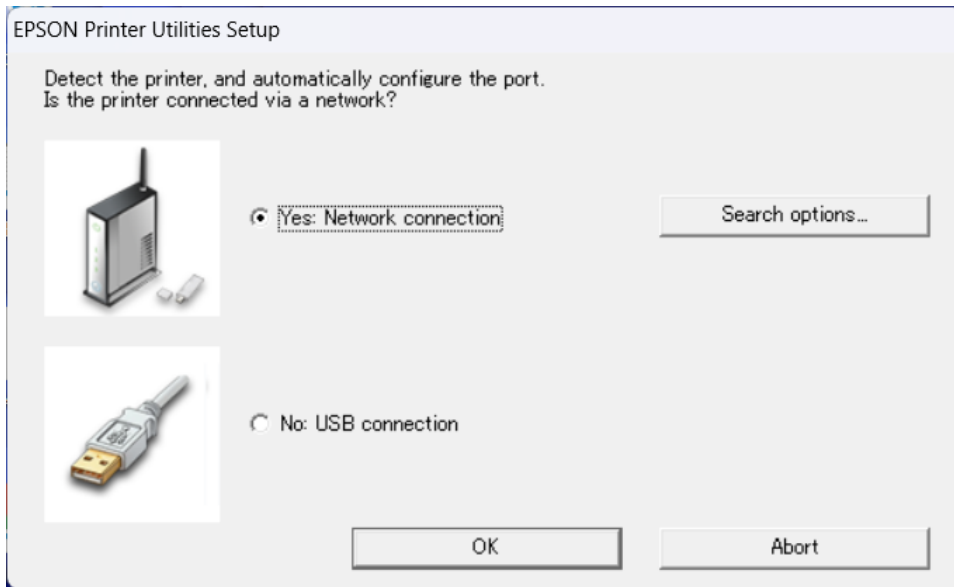 EPSON Printer Utilities Setup
Detect the printer, and automatically configure the port.
Is the printer connected via a network?
Yes: Network connection
Search options...
No: USB connection
OK
Abort